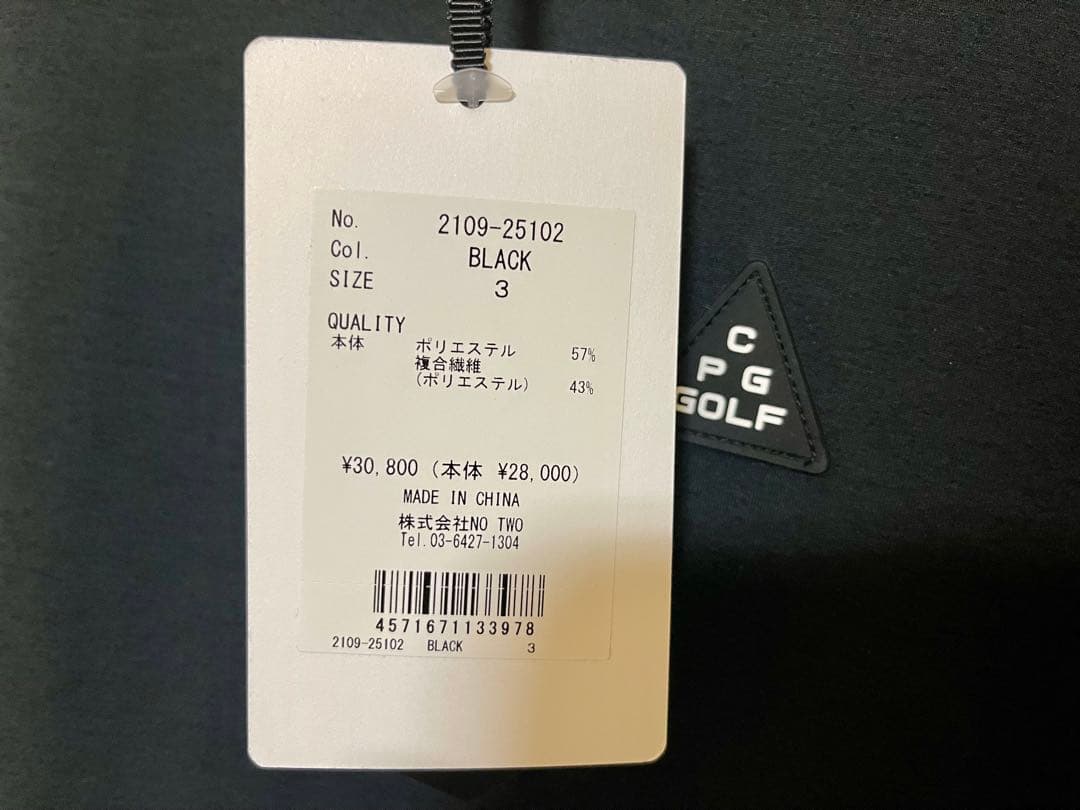 No. 2109-25102
Col. BLACK
SIZE 3
QUALITY
本体 ポリエステル 57%
複合繊維
(ポリエステル) 43%
¥30,800 (本体 ¥28,000)
MADE IN CHINA
株式会社NO TWO
Tel.03-6427-1304
4571671133978
2109-25102 BLACK 3
C
P G
GOLF